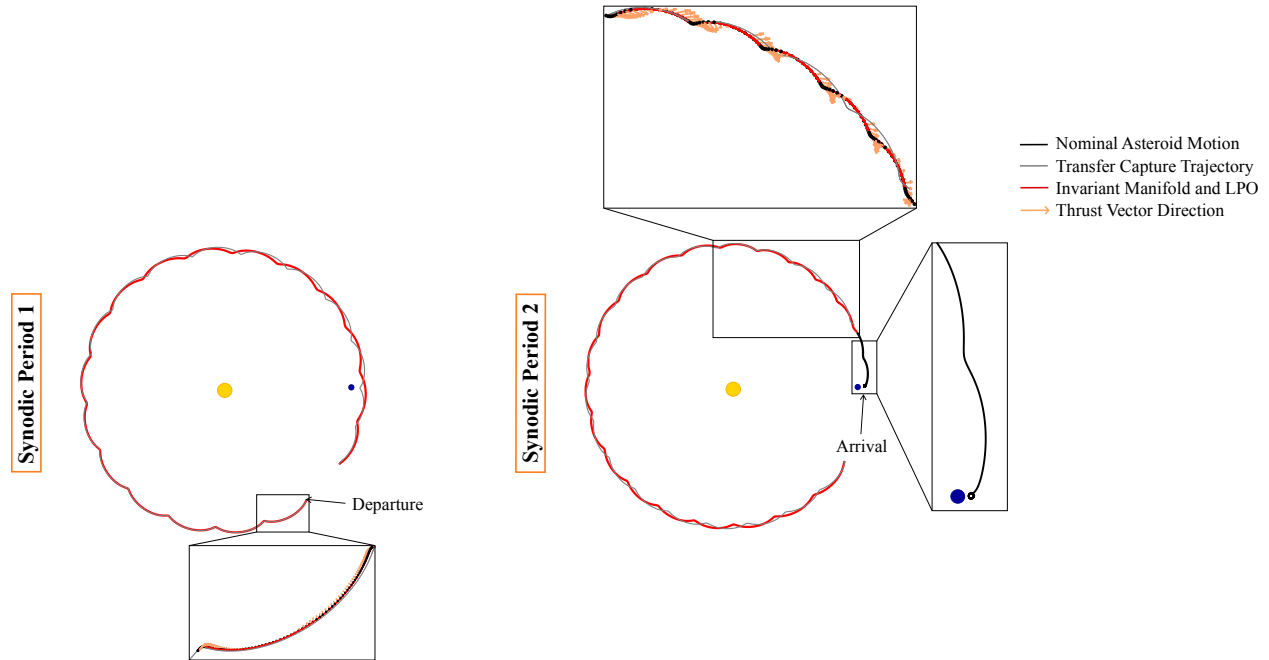 Nominal Asteroid Motion
Transfer Capture Trajectory
Invariant Manifold and LPO
Thrust Vector Direction
Synodic Period 1
Departure
Synodic Period 2
Arrival